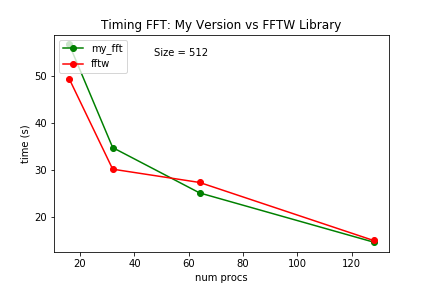 Timing FFT: My Version vs FFTW Library
my_fft
fftw
Size = 512
time (s)
50
40
30
20
20
40
60
80
100
120
num procs